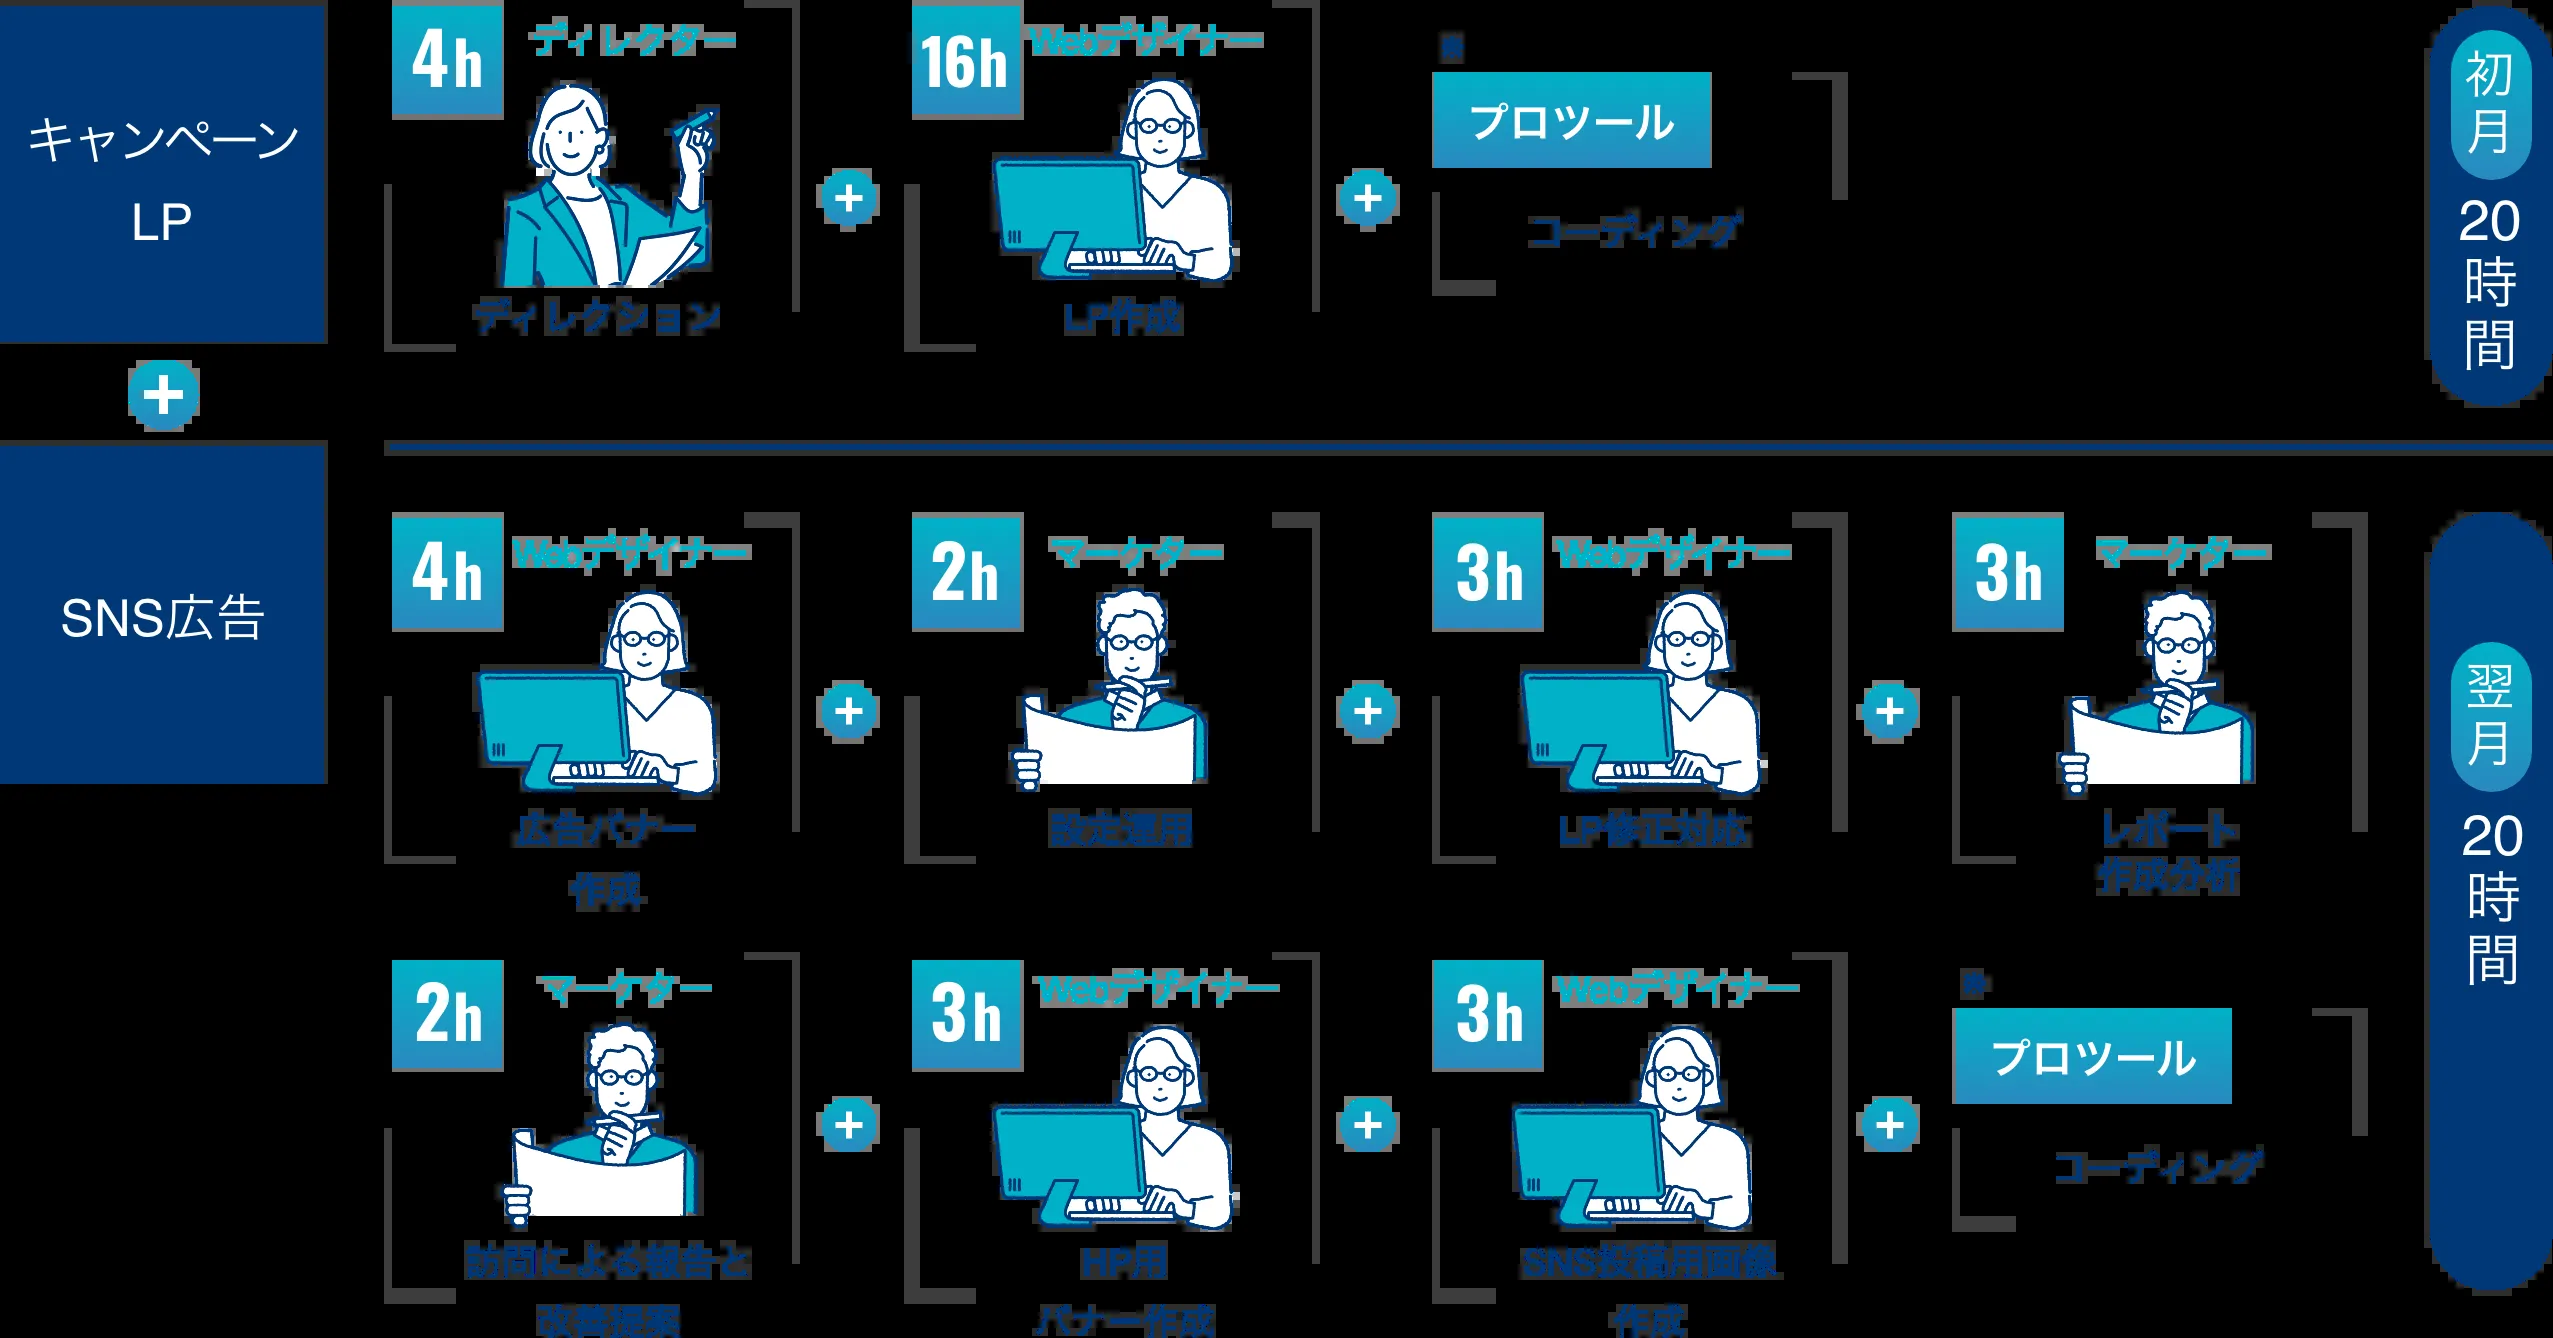 キャンペーン
LP
4h
ディレクター
ディレクション
16h
Webデザイナー
LP作成
プロツール
コーディング
初月
20時間
SNS広告
4h
Webデザイナー
広告バナー
作成
2h
マーケター
設定運用
3h
Webデザイナー
LP修正対応
3h
マーケター
レポート
作成分析
2h
マーケター
訪問による報告と
改善提案
3h
Webデザイナー
HP用
バナー作成
3h
Webデザイナー
SNS投稿用画像
作成
プロツール
コーディング
翌月
20時間